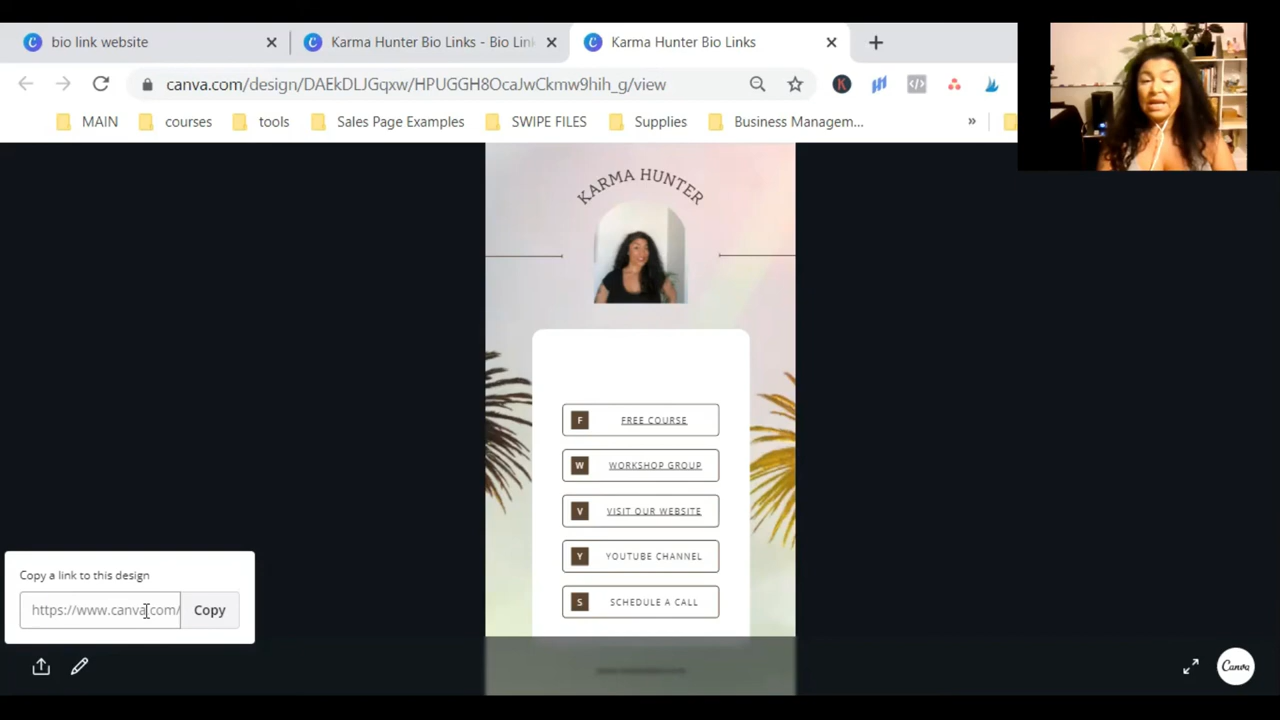 bio link website
Karma Hunter Bio Links - Bio Lin
Karma Hunter Bio Links
canva.com/design/DAEkDLJGqxw/HPUGGH8OcaJwCkmw9hih_g/view
MAIN
courses
tools
Sales Page Examples
SWIPE FILES
Supplies
Business Managem...
»
KARMA HUNTER
F FREE COURSE
W WORKSHOP GROUP
V VISIT OUR WEBSITE
Y YOUTUBE CHANNEL
S SCHEDULE A CALL
Copy a link to this design
https://www.canva.com/
Copy
Canva